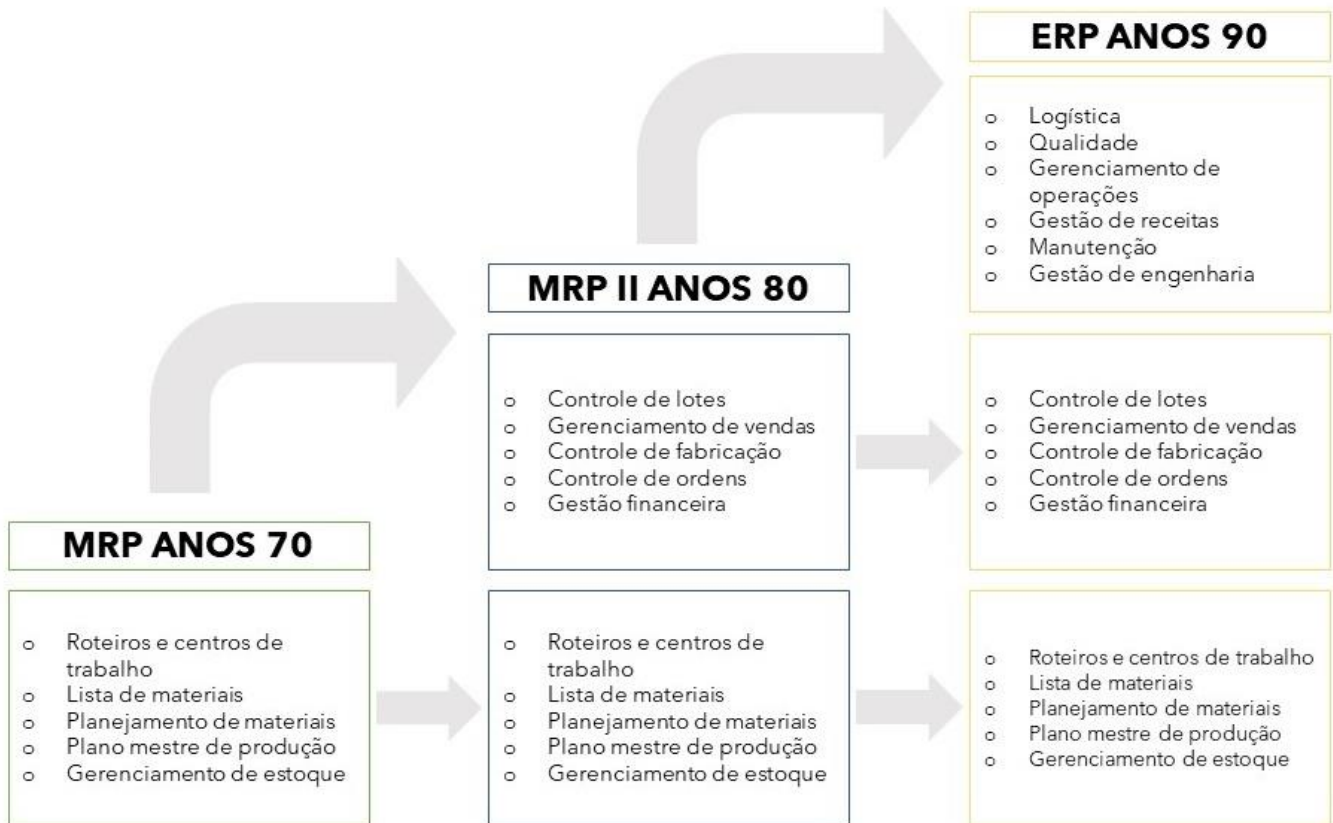 ERP ANOS 90
o Logística
o Qualidade
o Gerenciamento de
operações
o Gestão de receitas
o Manutenção
o Gestão de engenharia
MRP II ANOS 80
o Controle de lotes
o Gerenciamento de vendas
o Controle de fabricação
o Controle de ordens
o Gestão financeira
o Controle de lotes
o Gerenciamento de vendas
o Controle de fabricação
o Controle de ordens
o Gestão financeira
MRP ANOS 70
o Roteiros e centros de
trabalho
o Lista de materiais
o Planejamento de materiais
o Plano mestre de produção
o Gerenciamento de estoque
o Roteiros e centros de
trabalho
o Lista de materiais
o Planejamento de materiais
o Plano mestre de produção
o Gerenciamento de estoque
o Roteiros e centros de trabalho
o Lista de materiais
o Planejamento de materiais
o Plano mestre de produção
o Gerenciamento de estoque